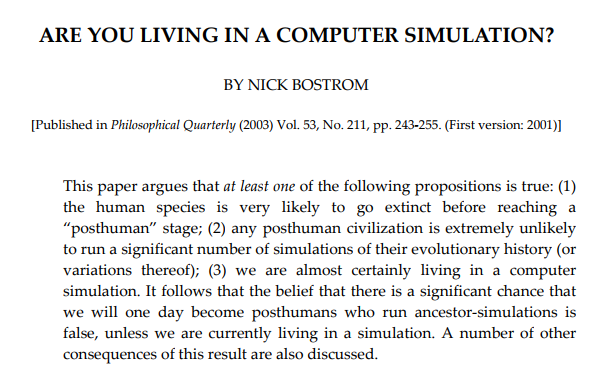 ARE YOU LIVING IN A COMPUTER SIMULATION?
BY NICK BOSTROM
[Published in Philosophical Quarterly (2003) Vol. 53, No. 211, pp. 243-255. (First version: 2001)]
This paper argues that at least one of the following propositions is true: (1)
the human species is very likely to go extinct before reaching a
“posthuman” stage; (2) any posthuman civilization is extremely unlikely
to run a significant number of simulations of their evolutionary history (or
variations thereof); (3) we are almost certainly living in a computer
simulation. It follows that the belief that there is a significant chance that
we will one day become posthumans who run ancestor-simulations is
false, unless we are currently living in a simulation. A number of other
consequences of this result are also discussed.